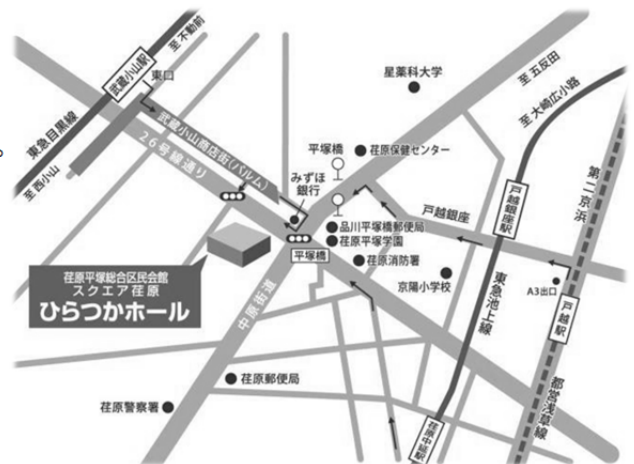 至不動前
武蔵小山駅
東口
東急目黒線
至西小山
武蔵小山商店街(パルム)
26号線通り
みずほ
銀行
平塚橋
星薬科大学
荏原保健センター
至五反田
至大崎広小路
第二京浜
戸越銀座駅
戸越銀座
品川平塚橋郵便局
荏原平塚学園
荏原消防署
平塚橋
京陽小学校
東急池上線
A3出口
戸越駅
都営浅草線
荏原平塚総合区民会館
スクエア荏原
ひらつかホール
中原街道
荏原郵便局
荏原警察署
荏原中延駅